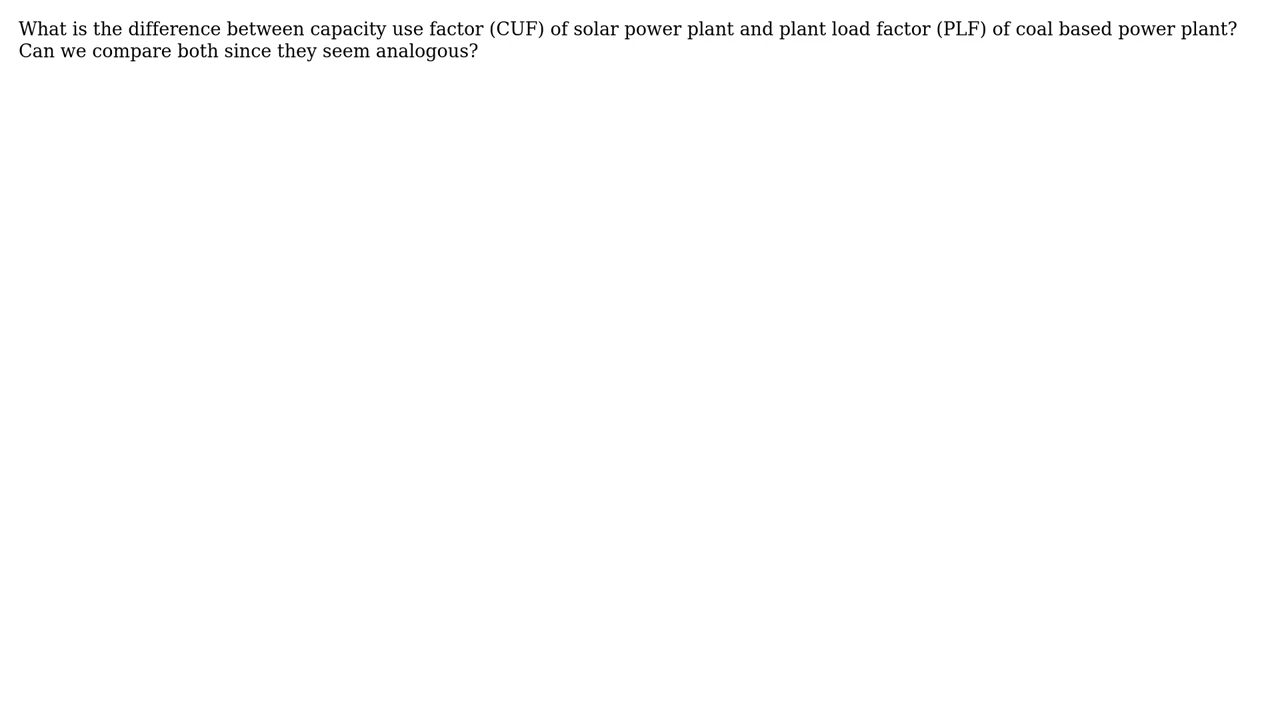 What is the difference between capacity use factor (CUF) of solar power plant and plant load factor (PLF) of coal based power plant?
Can we compare both since they seem analogous?